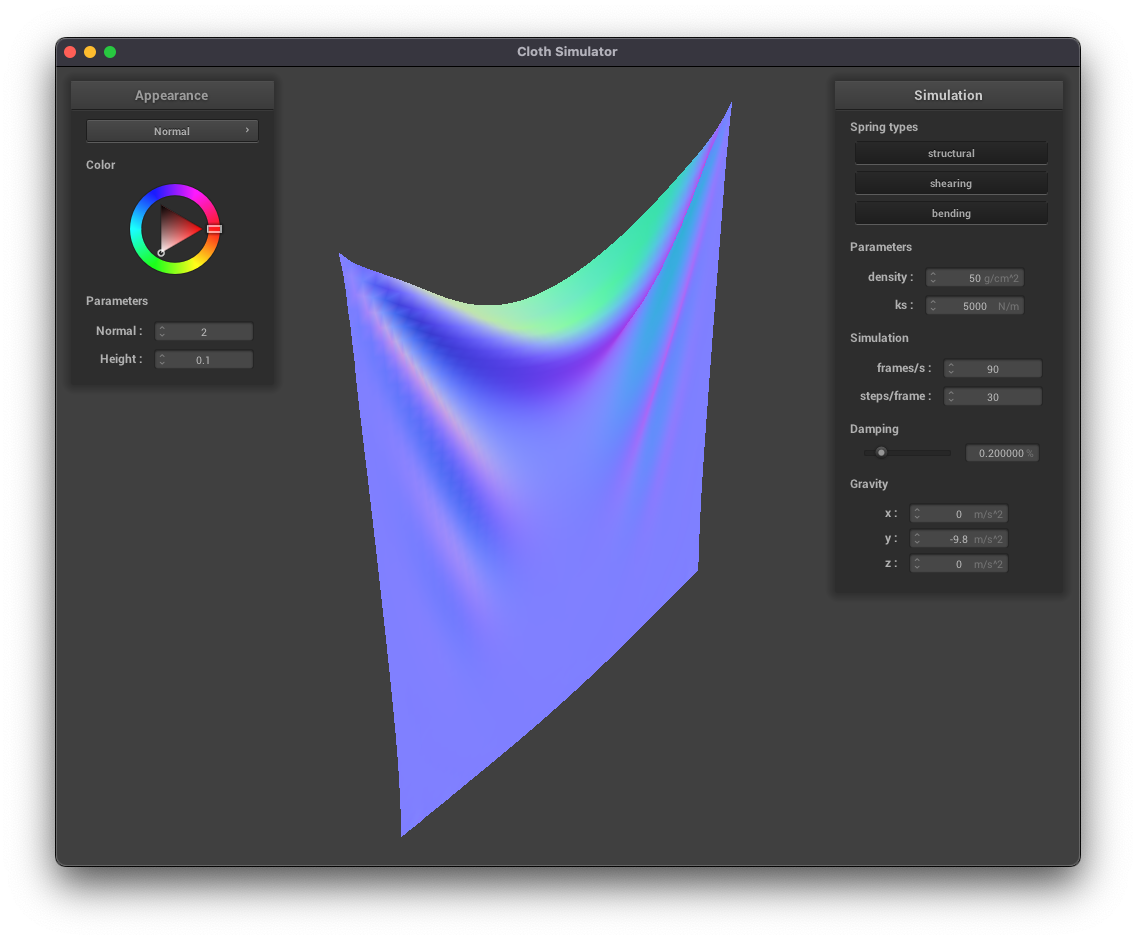 Cloth Simulator
Appearance
Normal
Color
Parameters
Normal : 2
Height : 0.1
Simulation
Spring types
structural
shearing
bending
Parameters
density : 50 g/cm^2
ks : 5000 N/m
Simulation
frames/s : 90
steps/frame : 30
Damping
0.200000 %
Gravity
x : 0 m/s^2
y : -9.8 m/s^2
z : 0 m/s^2